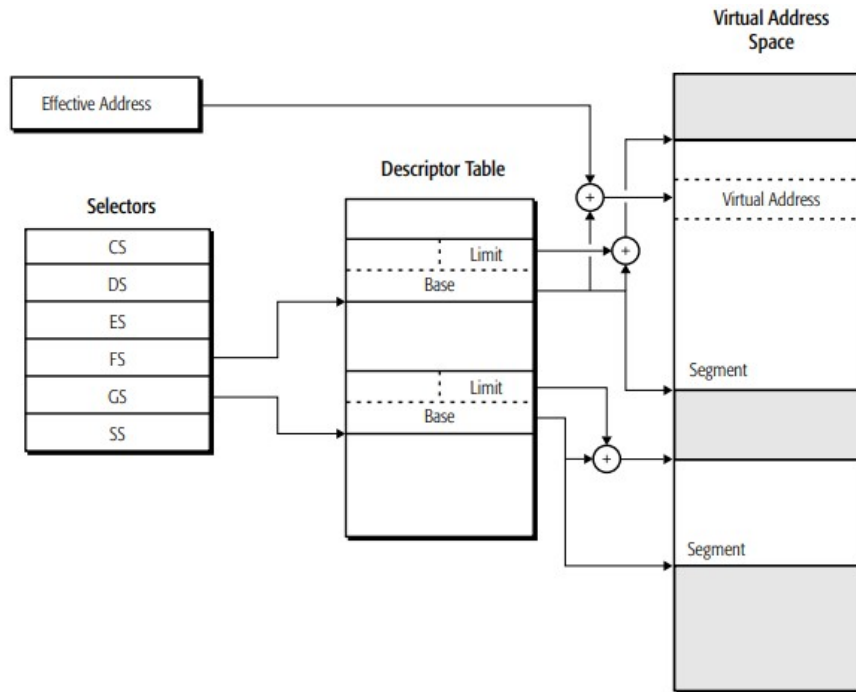 Virtual Address
Space
Effective Address
Descriptor Table
Selectors
Virtual Address
CS
DS
ES
FS
GS
SS
Limit
Base
Limit
Base
+
+
+
Segment
Segment